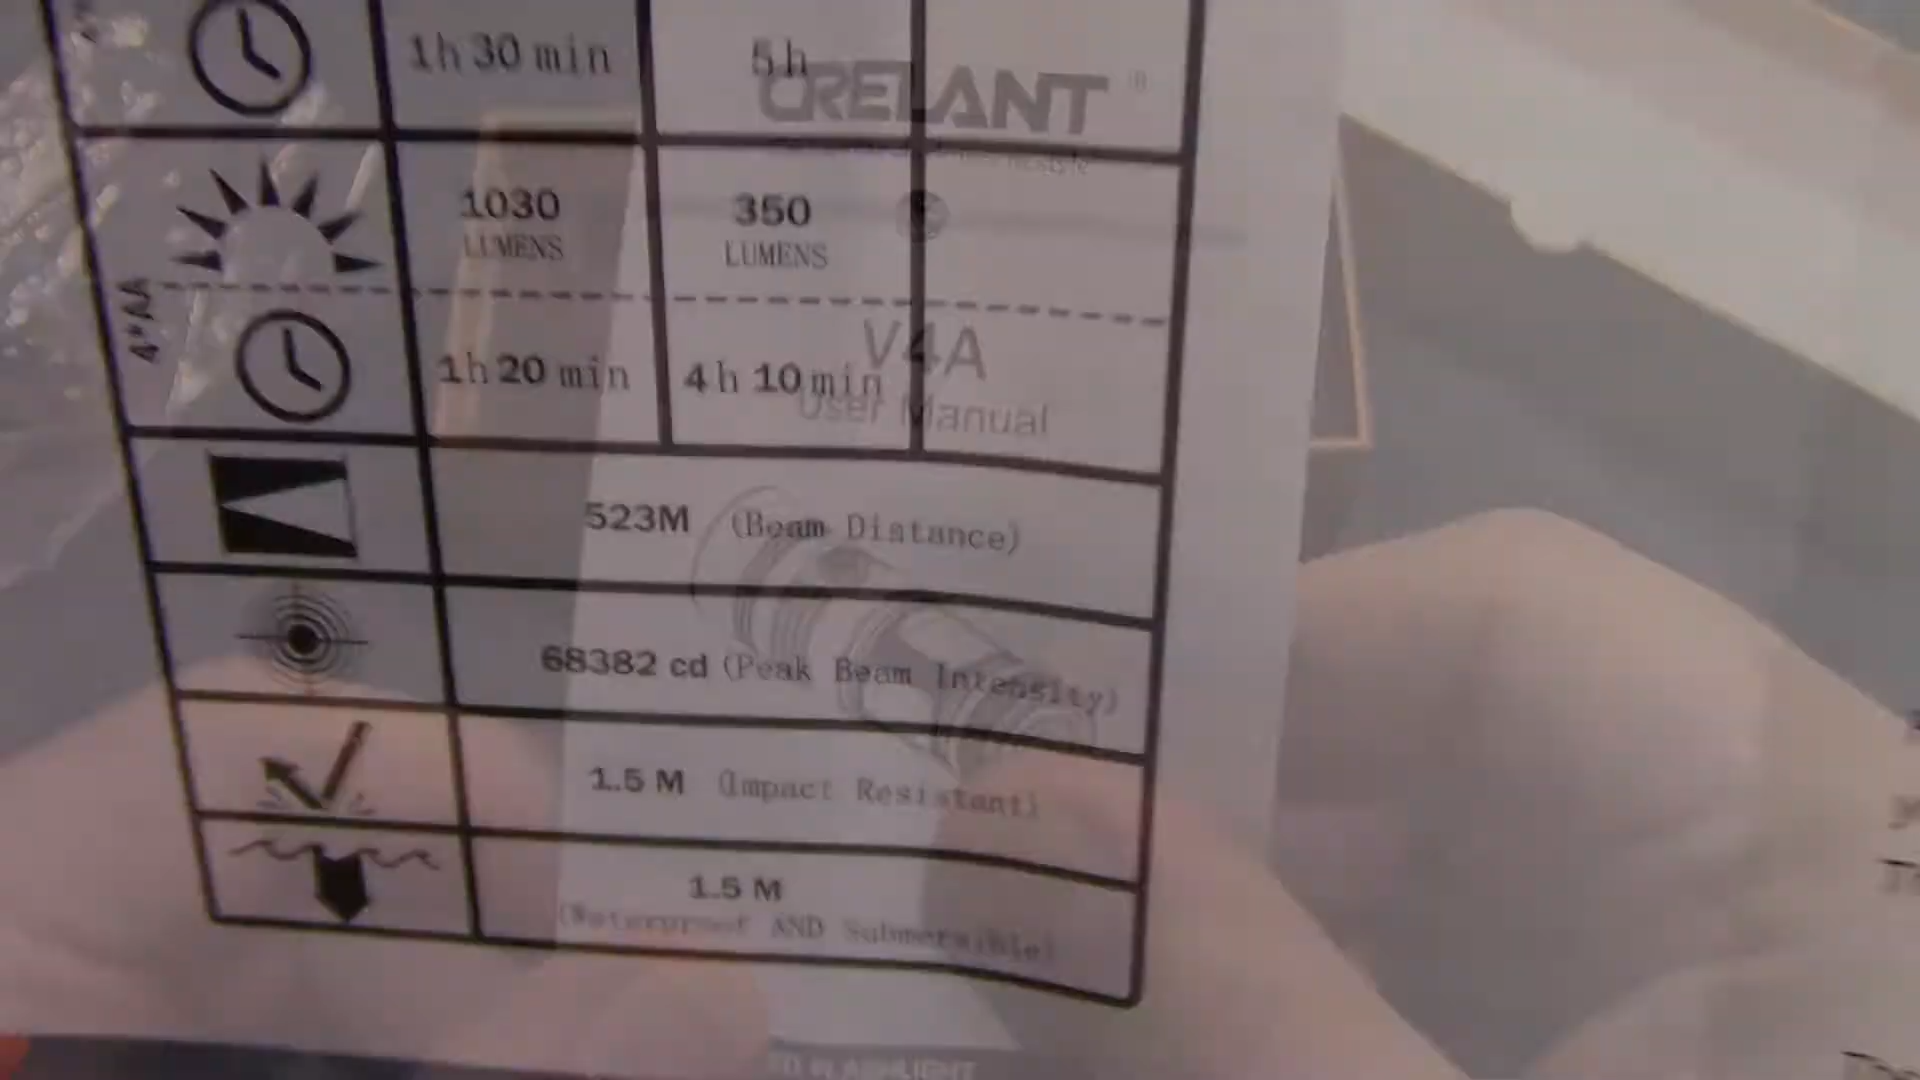 1h 30 min
5h
CRELANT ®
1030
350
LUMENS
LUMENS
4*AA
V4A
1h 20 min
4h 10 min
User Manual
523M (Beam Distance)
68382 cd (Peak Beam Intensity)
1.5 M (Impact Resistant)
1.5 M
(Waterproof AND Submersible)
FLASHLIGHT